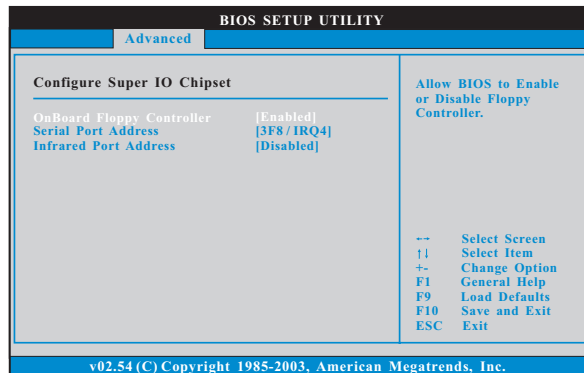 BIOS SETUP UTILITY
Advanced
Configure Super IO Chipset
OnBoard Floppy Controller [Enabled]
Serial Port Address [3F8 / IRQ4]
Infrared Port Address [Disabled]
Allow BIOS to Enable
or Disable Floppy
Controller.
←→ Select Screen
↑↓ Select Item
+- Change Option
F1 General Help
F9 Load Defaults
F10 Save and Exit
ESC Exit
v02.54 (C) Copyright 1985-2003, American Megatrends, Inc.